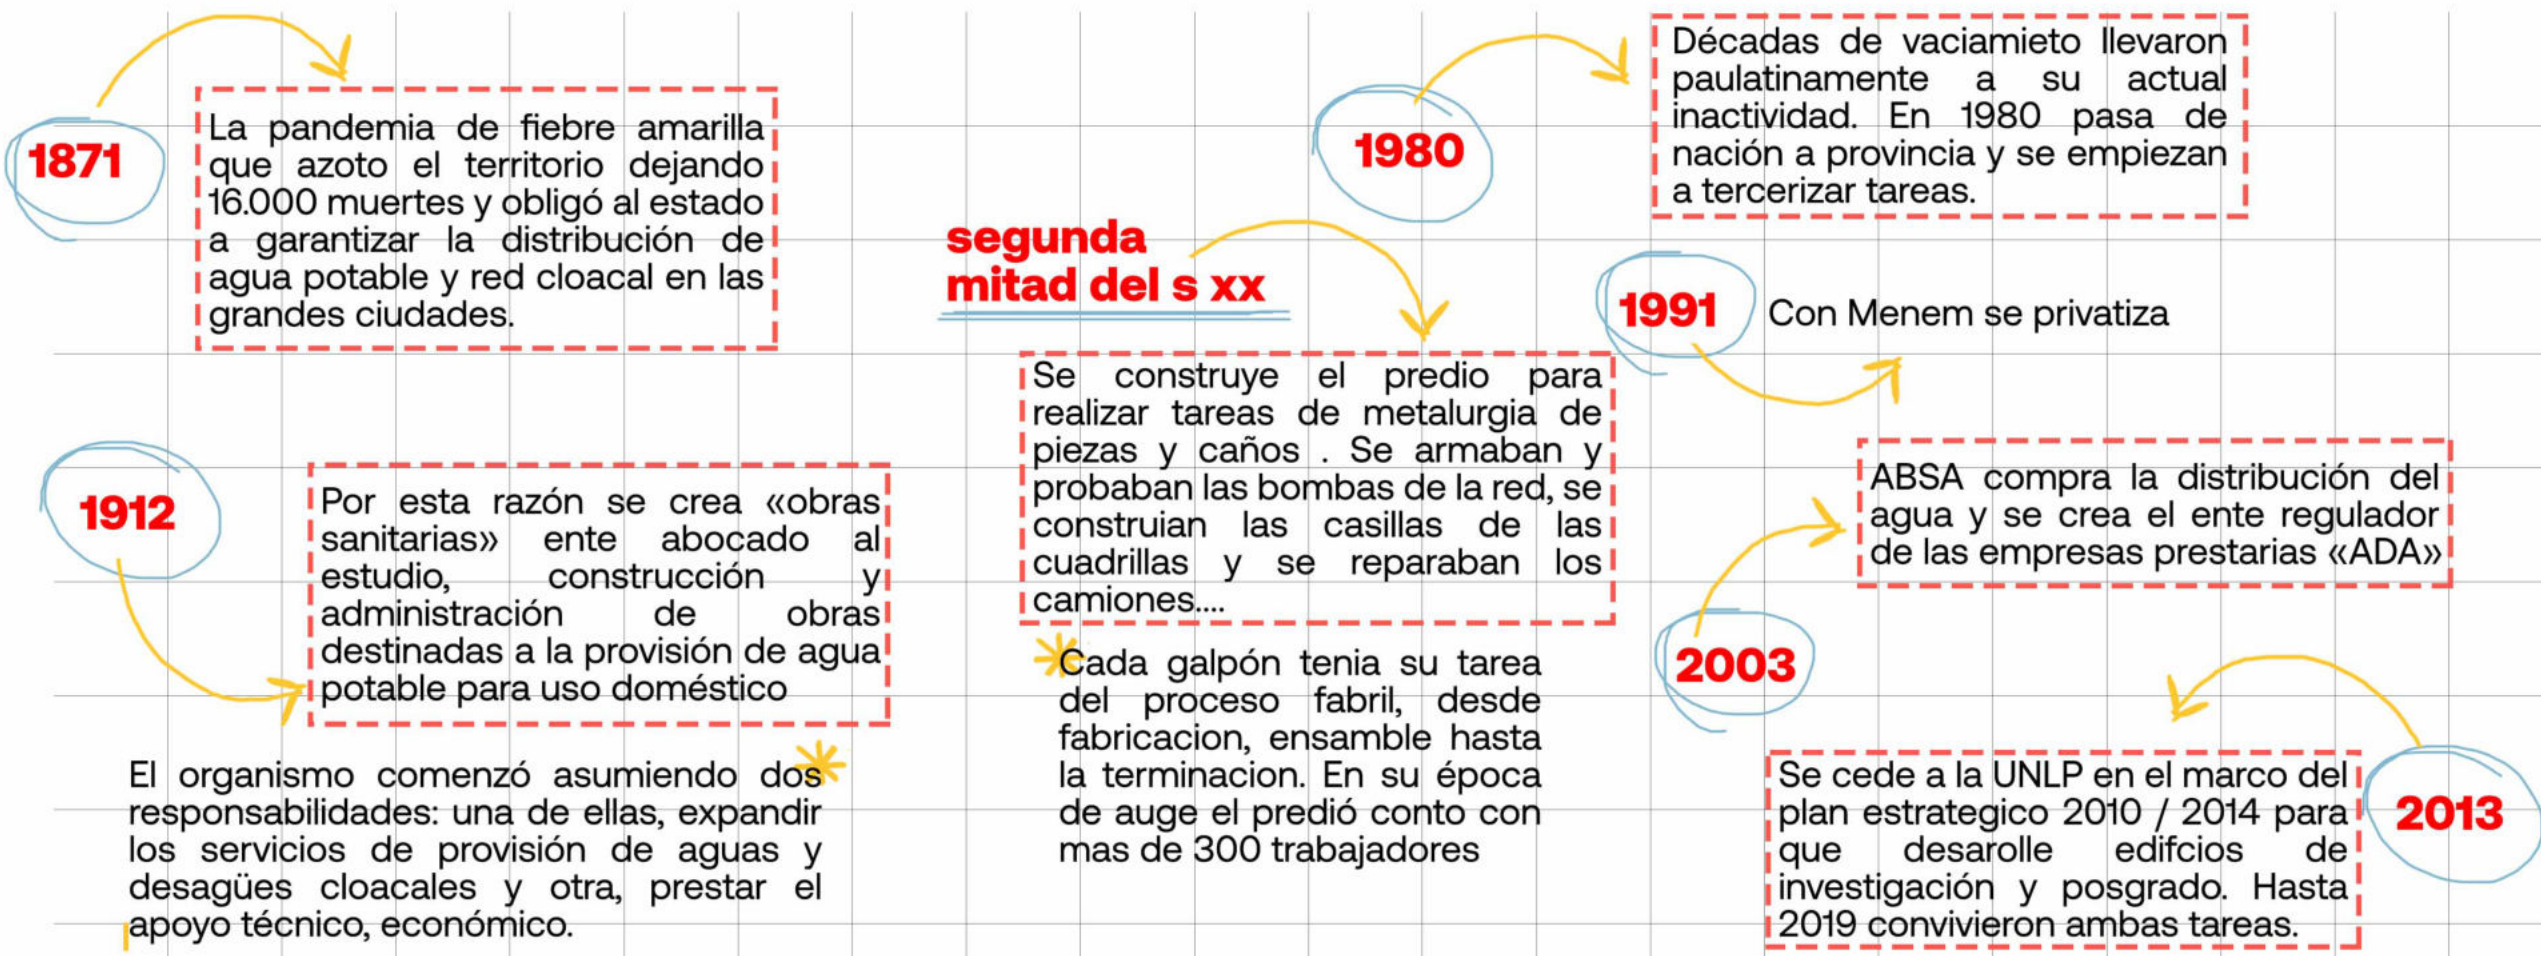 1871
La pandemia de fiebre amarilla
que azoto el territorio dejando
16.000 muertes y obligó al estado
a garantizar la distribución de
agua potable y red cloacal en las
grandes ciudades.
1912
Por esta razón se crea «obras
sanitarias» ente abocado al
estudio, construcción y
administración de obras
destinadas a la provisión de agua
potable para uso doméstico
El organismo comenzó asumiendo dos
responsabilidades: una de ellas, expandir
los servicios de provisión de aguas y
desagües cloacales y otra, prestar el
apoyo técnico, económico.
segunda
mitad del s xx
Se construye el predio para
realizar tareas de metalurgia de
piezas y caños . Se armaban y
probaban las bombas de la red, se
construian las casillas de las
cuadrillas y se reparaban los
camiones....
Cada galpón tenia su tarea
del proceso fabril, desde
fabricacion, ensamble hasta
la terminacion. En su época
de auge el predió conto con
mas de 300 trabajadores
1980
Décadas de vaciamieto llevaron
paulatinamente a su actual
inactividad. En 1980 pasa de
nación a provincia y se empiezan
a tercerizar tareas.
1991
Con Menem se privatiza
2003
ABSA compra la distribución del
agua y se crea el ente regulador
de las empresas prestarias «ADA»
2013
Se cede a la UNLP en el marco del
plan estrategico 2010 / 2014 para
que desarolle edifcios de
investigación y posgrado. Hasta
2019 convivieron ambas tareas.